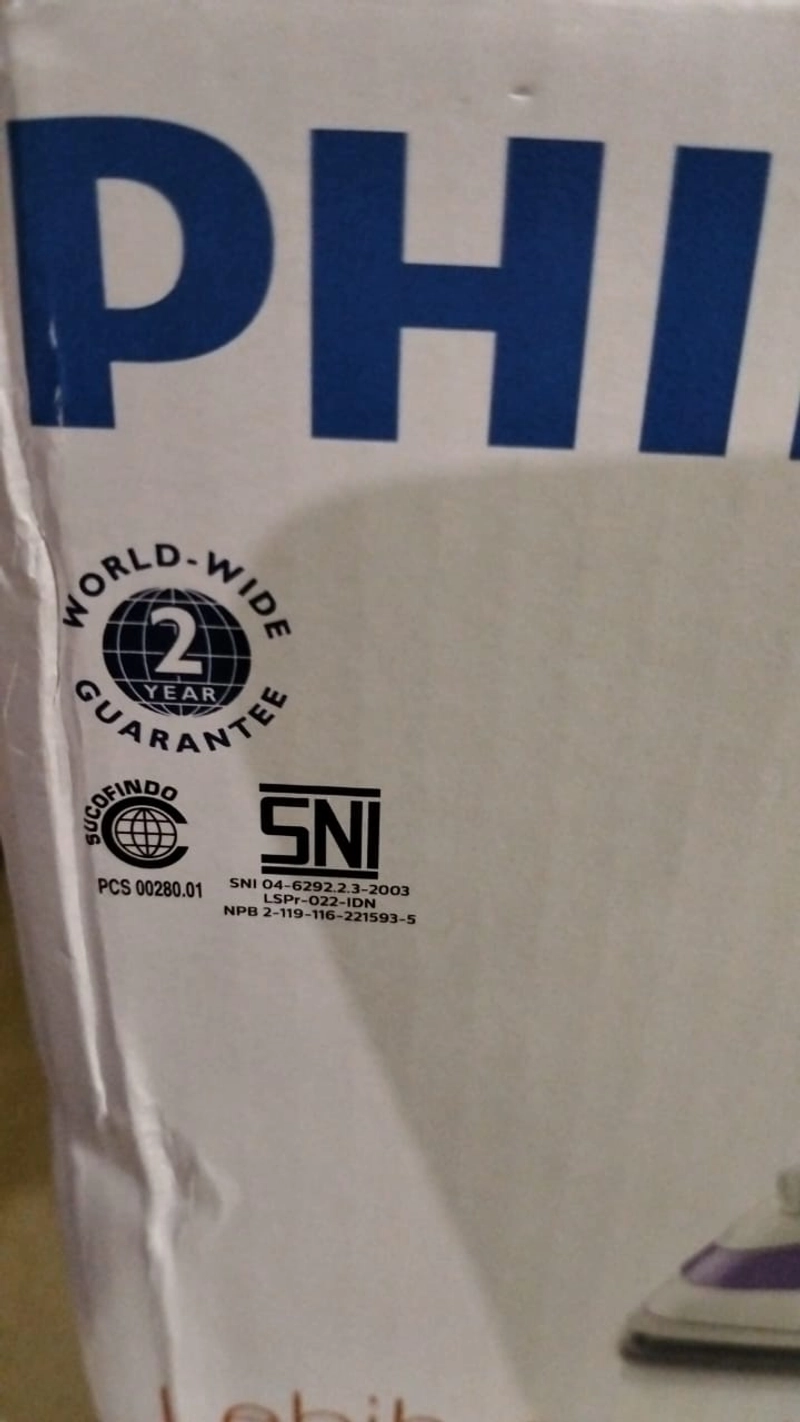 PHI
WORLD-WIDE
2
YEAR
GUARANTEE
SUCOFINDO
PCS 00280.01
SNI
SNI 04-6292.2.3-2003
LSPr-022-IDN
NPB 2-119-116-221593-5
Lebih